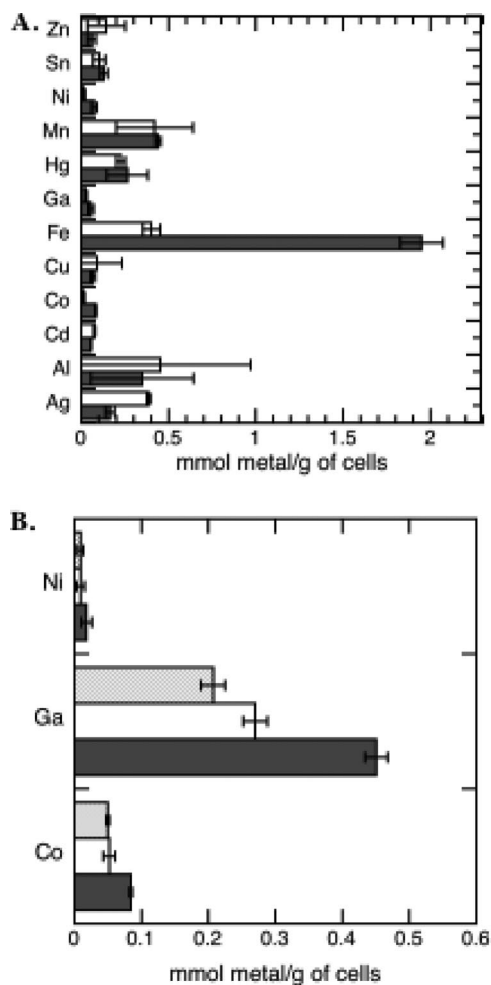 A.
Zn
Sn
Ni
Mn
Hg
Ga
Fe
Cu
Co
Cd
Al
Ag
0 0.5 1 1.5 2
mmol metal/g of cells
B.
Ni
Ga
Co
0 0.1 0.2 0.3 0.4 0.5 0.6
mmol metal/g of cells